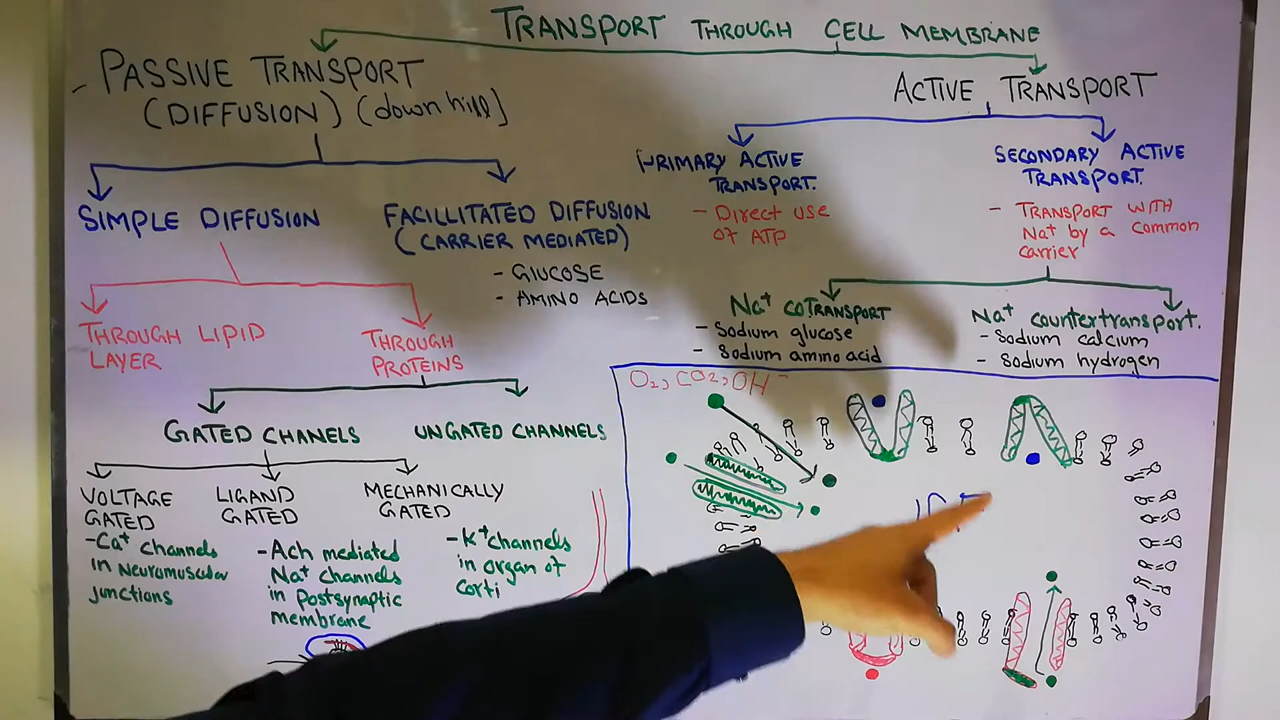 TRANSPORT THROUGH CELL MEMBRANE
- PASSIVE TRANSPORT
(DIFFUSION) (down hill)
ACTIVE TRANSPORT
SIMPLE DIFFUSION
FACILLITATED DIFFUSION
(CARRIER MEDIATED)
- GLUCOSE
- AMINO ACIDS
PRIMARY ACTIVE
TRANSPORT.
- Direct use
of ATP
SECONDARY ACTIVE
TRANSPORT.
- TRANSPORT WITH
Na+ by a common
carrier
THROUGH LIPID
LAYER
THROUGH
PROTEINS
Na+ COTRANSPORT
- Sodium glucose
- Sodium amino acid
Na+ countertransport.
- Sodium calcium
- Sodium hydrogen
GATED CHANELS
UNGATED CHANNELS
VOLTAGE
GATED
- Ca+ channels
in Neuromuscular
junctions
LIGAND
GATED
- Ach mediated
Na+ channels
in Postsynaptic
membrane
MECHANICALLY
GATED
- K+ channels
in organ of
corti
O2, CO2, OH-